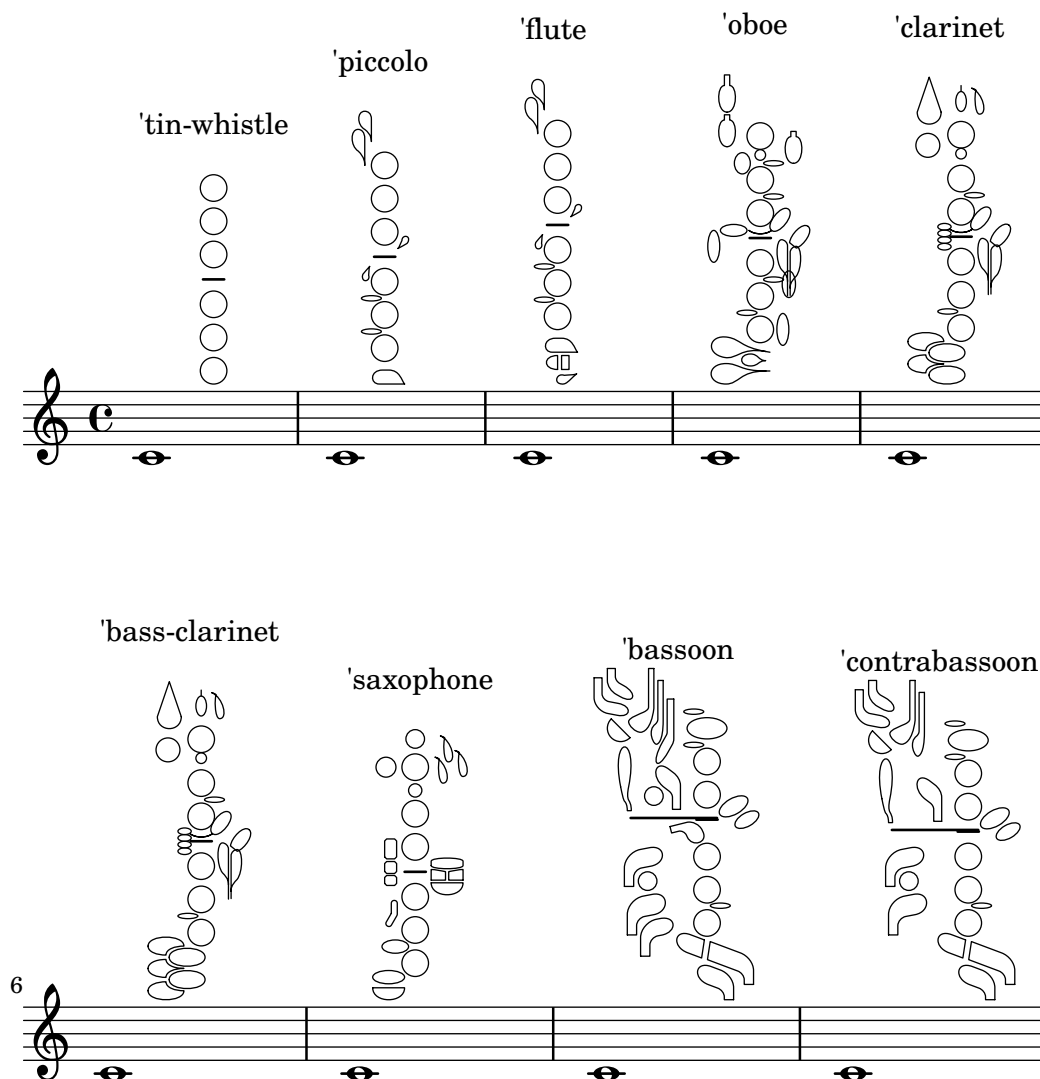 'tin-whistle
'piccolo
'flute
'oboe
'clarinet
'bass-clarinet
'saxophone
'bassoon
'contrabassoon
6